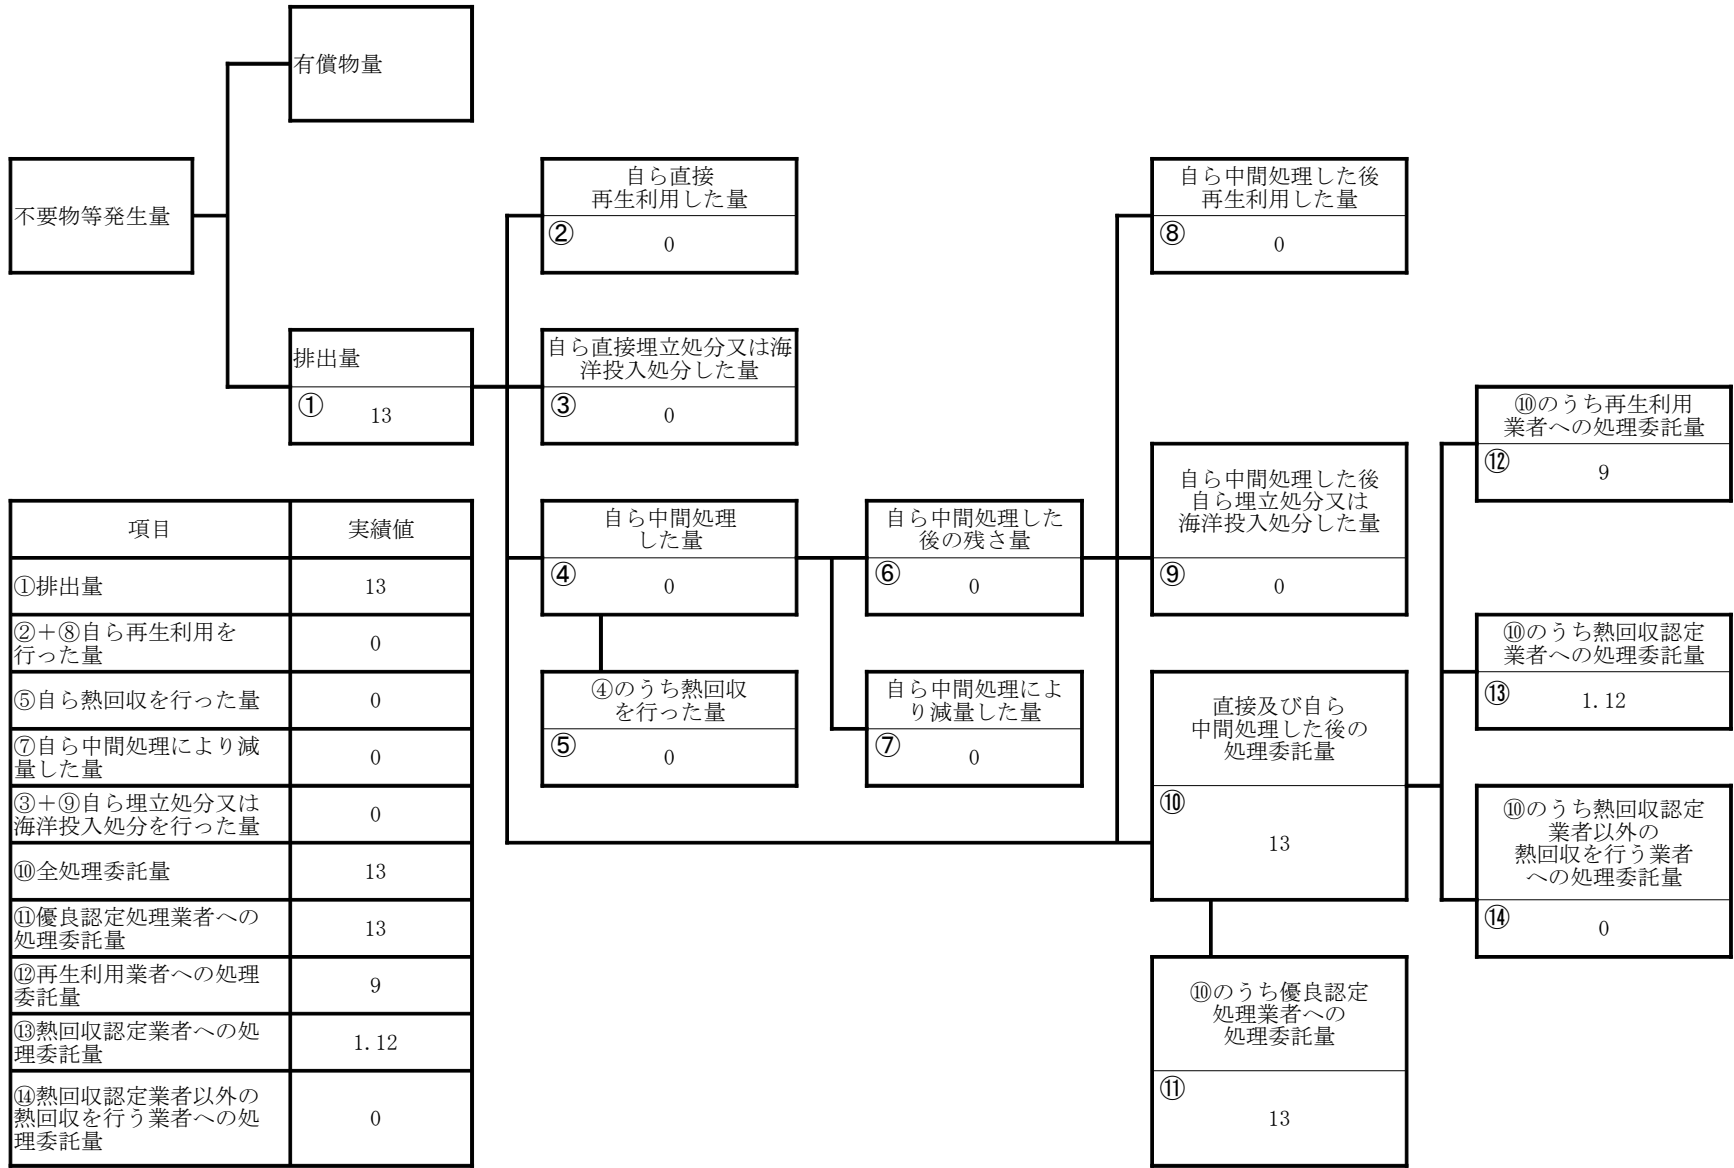 有償物量
不要物等発生量
自ら直接
再生利用した量
②
0
自ら中間処理した後
再生利用した量
⑧
0
排出量
①
13
自ら直接埋立処分又は海
洋投入処分した量
③
0
⑩のうち再生利用
業者への処理委託量
⑫
9
自ら中間処理
した量
④
0
自ら中間処理した
後の残さ量
⑥
0
自ら中間処理した後
自ら埋立処分又は
海洋投入処分した量
⑨
0
④のうち熱回収
を行った量
⑤
0
自ら中間処理によ
り減量した量
⑦
0
直接及び自ら
中間処理した後の
処理委託量
⑩
13
⑩のうち熱回収認定
業者への処理委託量
⑬
1.12
⑩のうち熱回収認定
業者以外の
熱回収を行う業者
への処理委託量
⑭
0
⑩のうち優良認定
処理業者への
処理委託量
⑪
13
項目 実績値
①排出量 13
②+⑧自ら再生利用を
行った量 0
⑤自ら熱回収を行った量 0
⑦自ら中間処理により減
量した量 0
③+⑨自ら埋立処分又は
海洋投入処分を行った量 0
⑩全処理委託量 13
⑪優良認定処理業者への
処理委託量 13
⑫再生利用業者への処理
委託量 9
⑬熱回収認定業者への処
理委託量 1.12
⑭熱回収認定業者以外の
熱回収を行う業者への処
理委託量 0